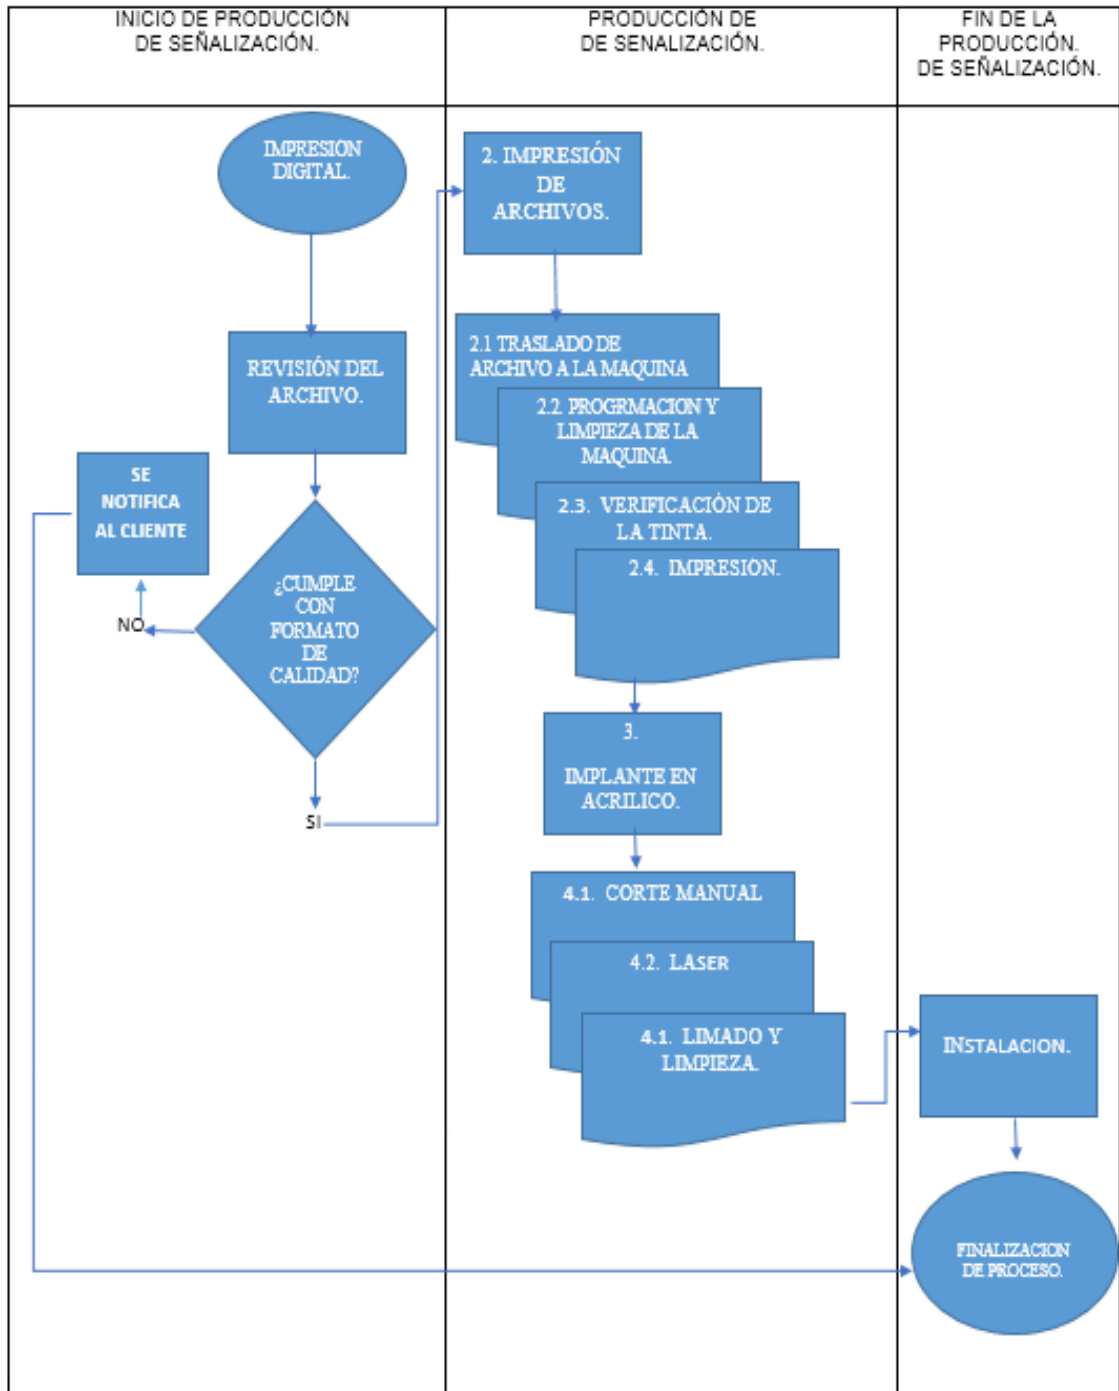 INICIO DE PRODUCCIÓN
DE SEÑALIZACIÓN.
PRODUCCIÓN DE
DE SENALIZACIÓN.
FIN DE LA
PRODUCCIÓN.
DE SEÑALIZACIÓN.
IMPRESIÓN
DIGITAL.
REVISIÓN DEL
ARCHIVO.
SE
NOTIFICA
AL CLIENTE
¿CUMPLE
CON
FORMATO
DE
CALIDAD?
NO
SI
2. IMPRESIÓN
DE
ARCHIVOS.
2.1 TRASLADO DE
ARCHIVO A LA MAQUINA
2.2. PROGRMACION Y
LIMPIEZA DE LA
MAQUINA.
2.3. VERIFICACIÓN DE
LA TINTA.
2.4. IMPRESIÓN.
3.
IMPLANTE EN
ACRILICO.
4.1. CORTE MANUAL
4.2. LASER
4.1. LIMADO Y
LIMPIEZA.
INSTALACION.
FINALIZACION
DE PROCESO.